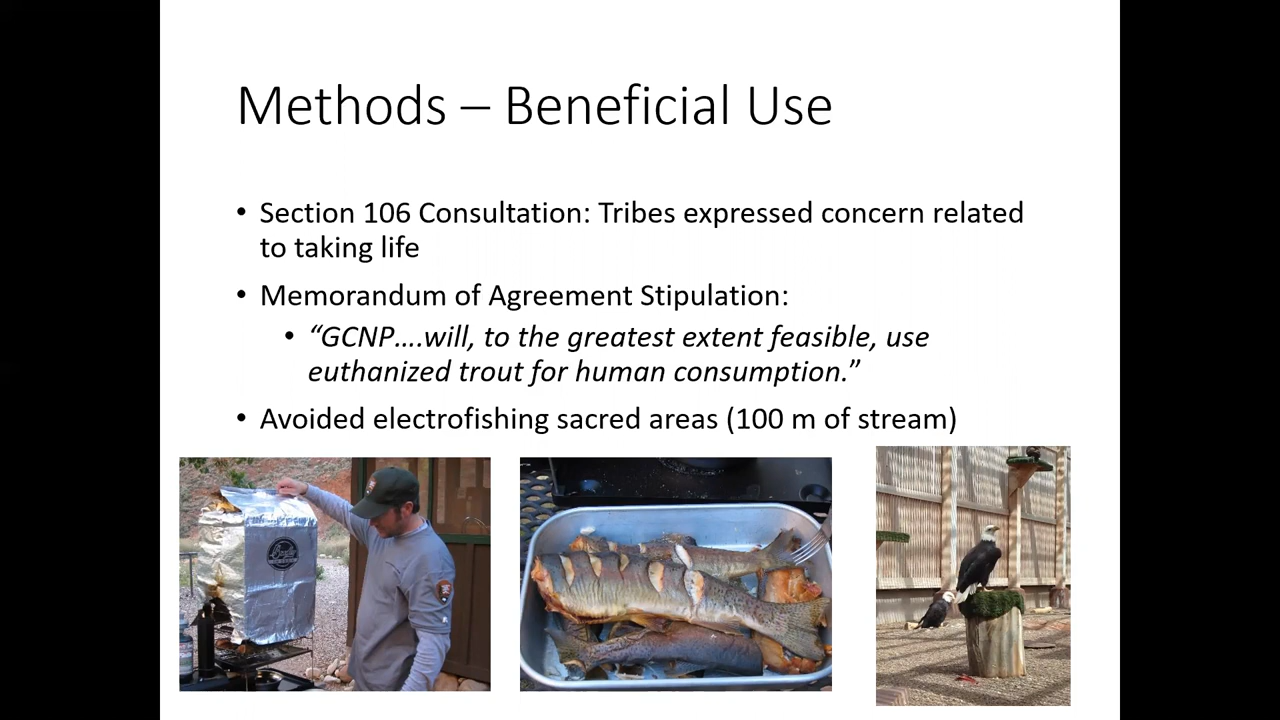 Methods – Beneficial Use
• Section 106 Consultation: Tribes expressed concern related
to taking life
• Memorandum of Agreement Stipulation:
• “GCNP....will, to the greatest extent feasible, use
euthanized trout for human consumption.”
• Avoided electrofishing sacred areas (100 m of stream)